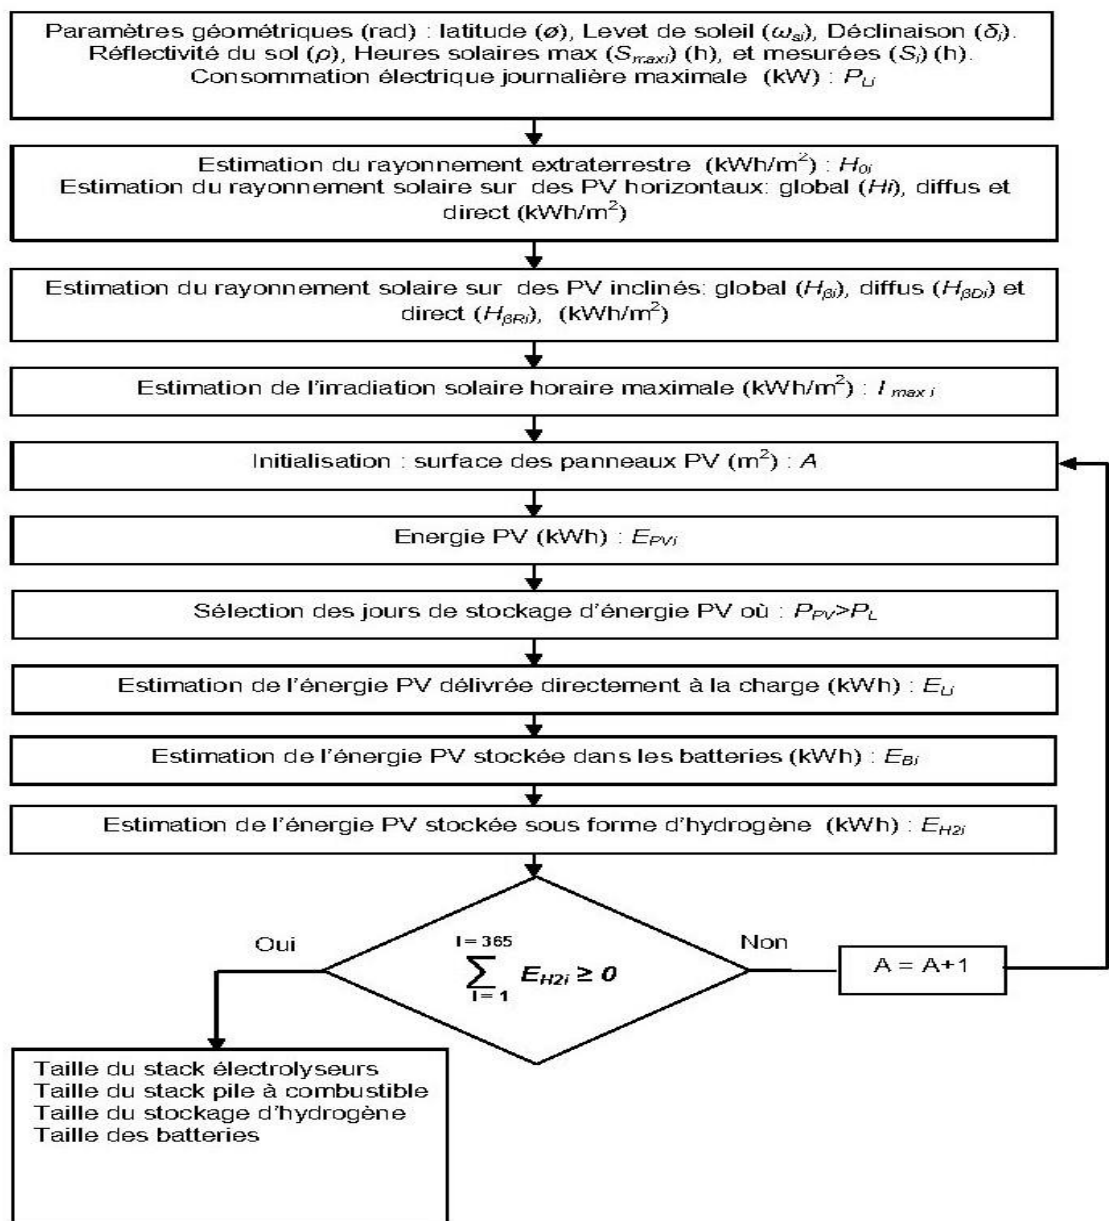 Paramètres géométriques (rad) : latitude (ø), Levet de soleil (ωsi), Déclinaison (δi).
Réflectivité du sol (ρ), Heures solaires max (Smaxi) (h), et mesurées (Si) (h).
Consommation électrique journalière maximale (kW) : PLi
Estimation du rayonnement extraterrestre (kWh/m²) : H0i
Estimation du rayonnement solaire sur des PV horizontaux: global (Hi), diffus et
direct (kWh/m²)
Estimation du rayonnement solaire sur des PV inclinés: global (Hβi), diffus (HβDi) et
direct (HβRi), (kWh/m²)
Estimation de l'irradiation solaire horaire maximale (kWh/m²) : I max i
Initialisation : surface des panneaux PV (m²) : A
Energie PV (kWh) : EPVi
Sélection des jours de stockage d'énergie PV où : PPV>PL
Estimation de l'énergie PV délivrée directement à la charge (kWh) : ELi
Estimation de l'énergie PV stockée dans les batteries (kWh) : EBi
Estimation de l'énergie PV stockée sous forme d'hydrogène (kWh) : EH2i
Oui
I = 365
∑ EH2i ≥ 0
I = 1
Non
A = A+1
Taille du stack électrolyseurs
Taille du stack pile à combustible
Taille du stockage d'hydrogène
Taille des batteries